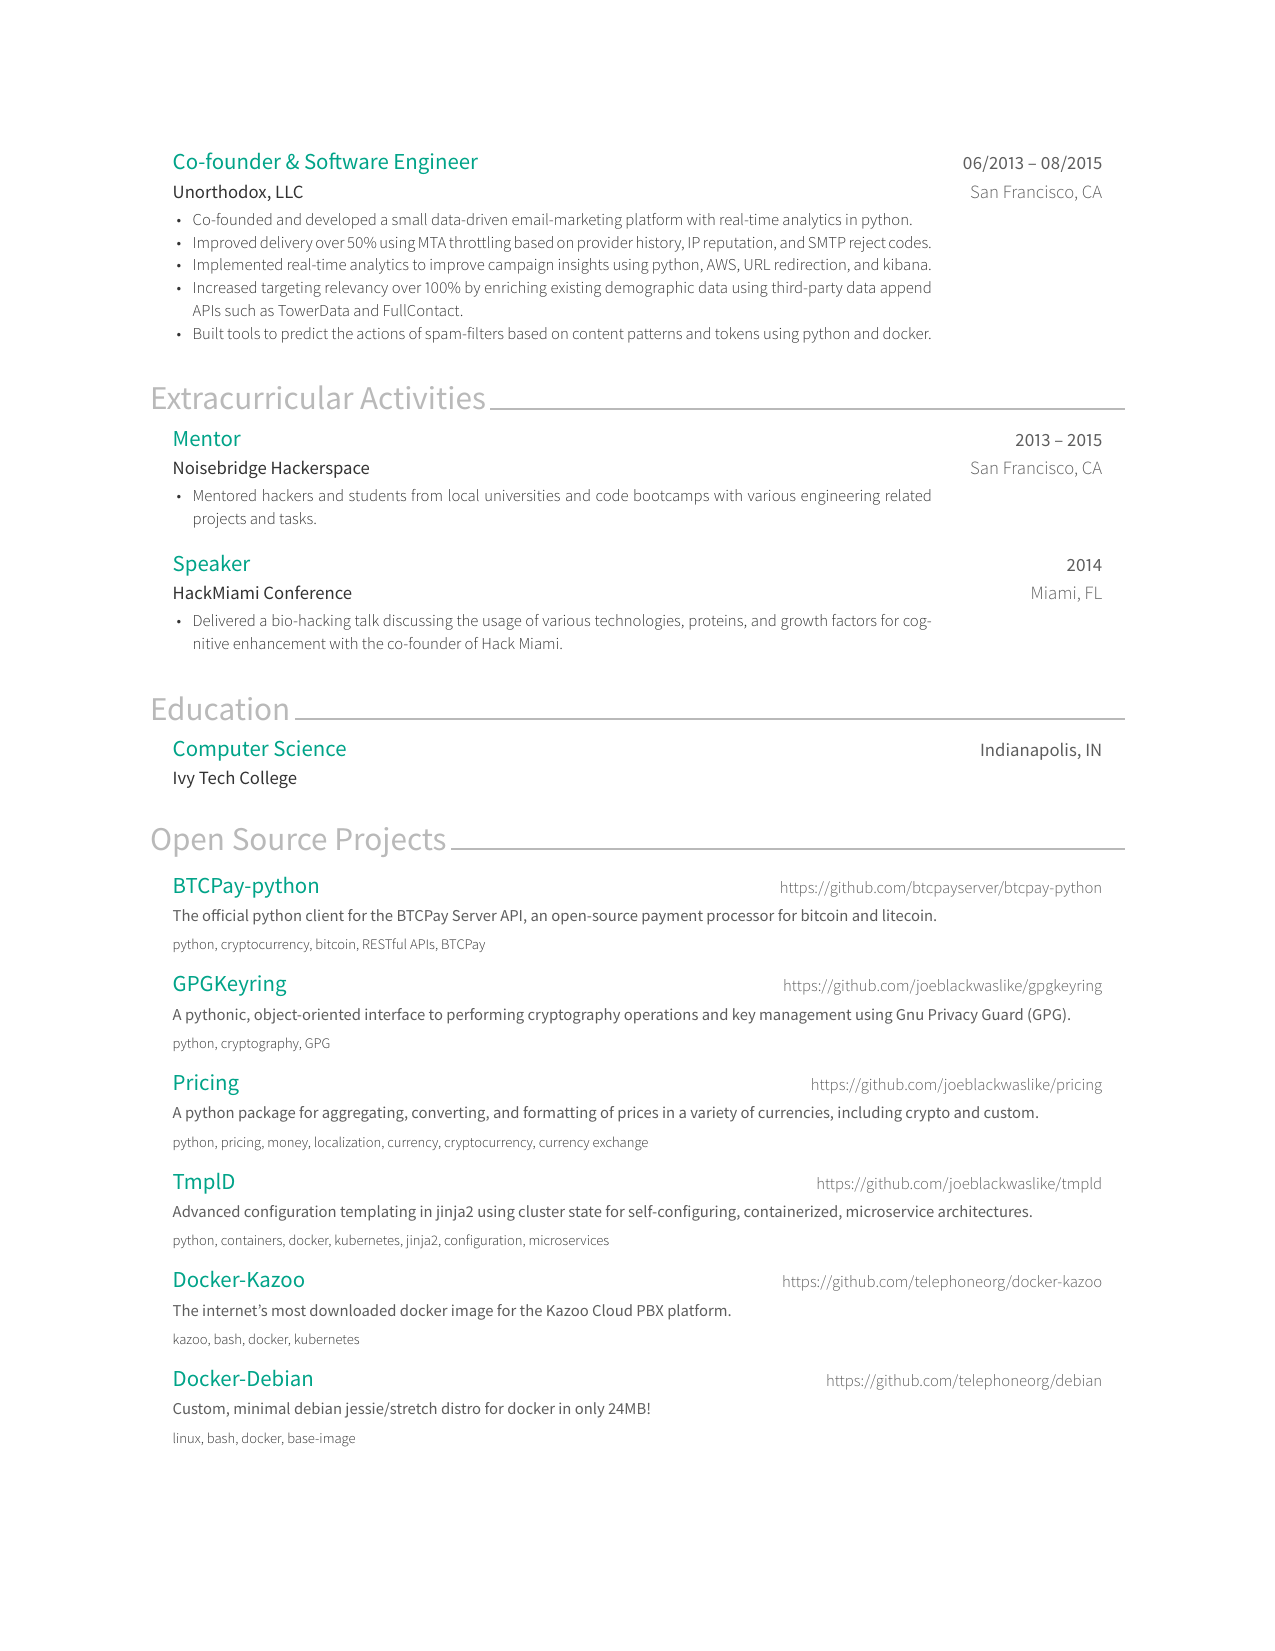 Co-founder & Software Engineer 06/2013 – 08/2015
Unorthodox, LLC San Francisco, CA
• Co-founded and developed a small data-driven email-marketing platform with real-time analytics in python.
• Improved delivery over 50% using MTA throttling based on provider history, IP reputation, and SMTP reject codes.
• Implemented real-time analytics to improve campaign insights using python, AWS, URL redirection, and kibana.
• Increased targeting relevancy over 100% by enriching existing demographic data using third-party data append
APIs such as TowerData and FullContact.
• Built tools to predict the actions of spam-filters based on content patterns and tokens using python and docker.
Extracurricular Activities
Mentor 2013 – 2015
Noisebridge Hackerspace San Francisco, CA
• Mentored hackers and students from local universities and code bootcamps with various engineering related
projects and tasks.
Speaker 2014
HackMiami Conference Miami, FL
• Delivered a bio-hacking talk discussing the usage of various technologies, proteins, and growth factors for cog-
nitive enhancement with the co-founder of Hack Miami.
Education
Computer Science Indianapolis, IN
Ivy Tech College
Open Source Projects
BTCPay-python https://github.com/btcpayserver/btcpay-python
The official python client for the BTCPay Server API, an open-source payment processor for bitcoin and litecoin.
python, cryptocurrency, bitcoin, RESTful APIs, BTCPay
GPGKeyring https://github.com/joeblackwaslike/gpgkeyring
A pythonic, object-oriented interface to performing cryptography operations and key management using Gnu Privacy Guard (GPG).
python, cryptography, GPG
Pricing https://github.com/joeblackwaslike/pricing
A python package for aggregating, converting, and formatting of prices in a variety of currencies, including crypto and custom.
python, pricing, money, localization, currency, cryptocurrency, currency exchange
TmplD https://github.com/joeblackwaslike/tmpld
Advanced configuration templating in jinja2 using cluster state for self-configuring, containerized, microservice architectures.
python, containers, docker, kubernetes, jinja2, configuration, microservices
Docker-Kazoo https://github.com/telephoneorg/docker-kazoo
The internet’s most downloaded docker image for the Kazoo Cloud PBX platform.
kazoo, bash, docker, kubernetes
Docker-Debian https://github.com/telephoneorg/debian
Custom, minimal debian jessie/stretch distro for docker in only 24MB!
linux, bash, docker, base-image